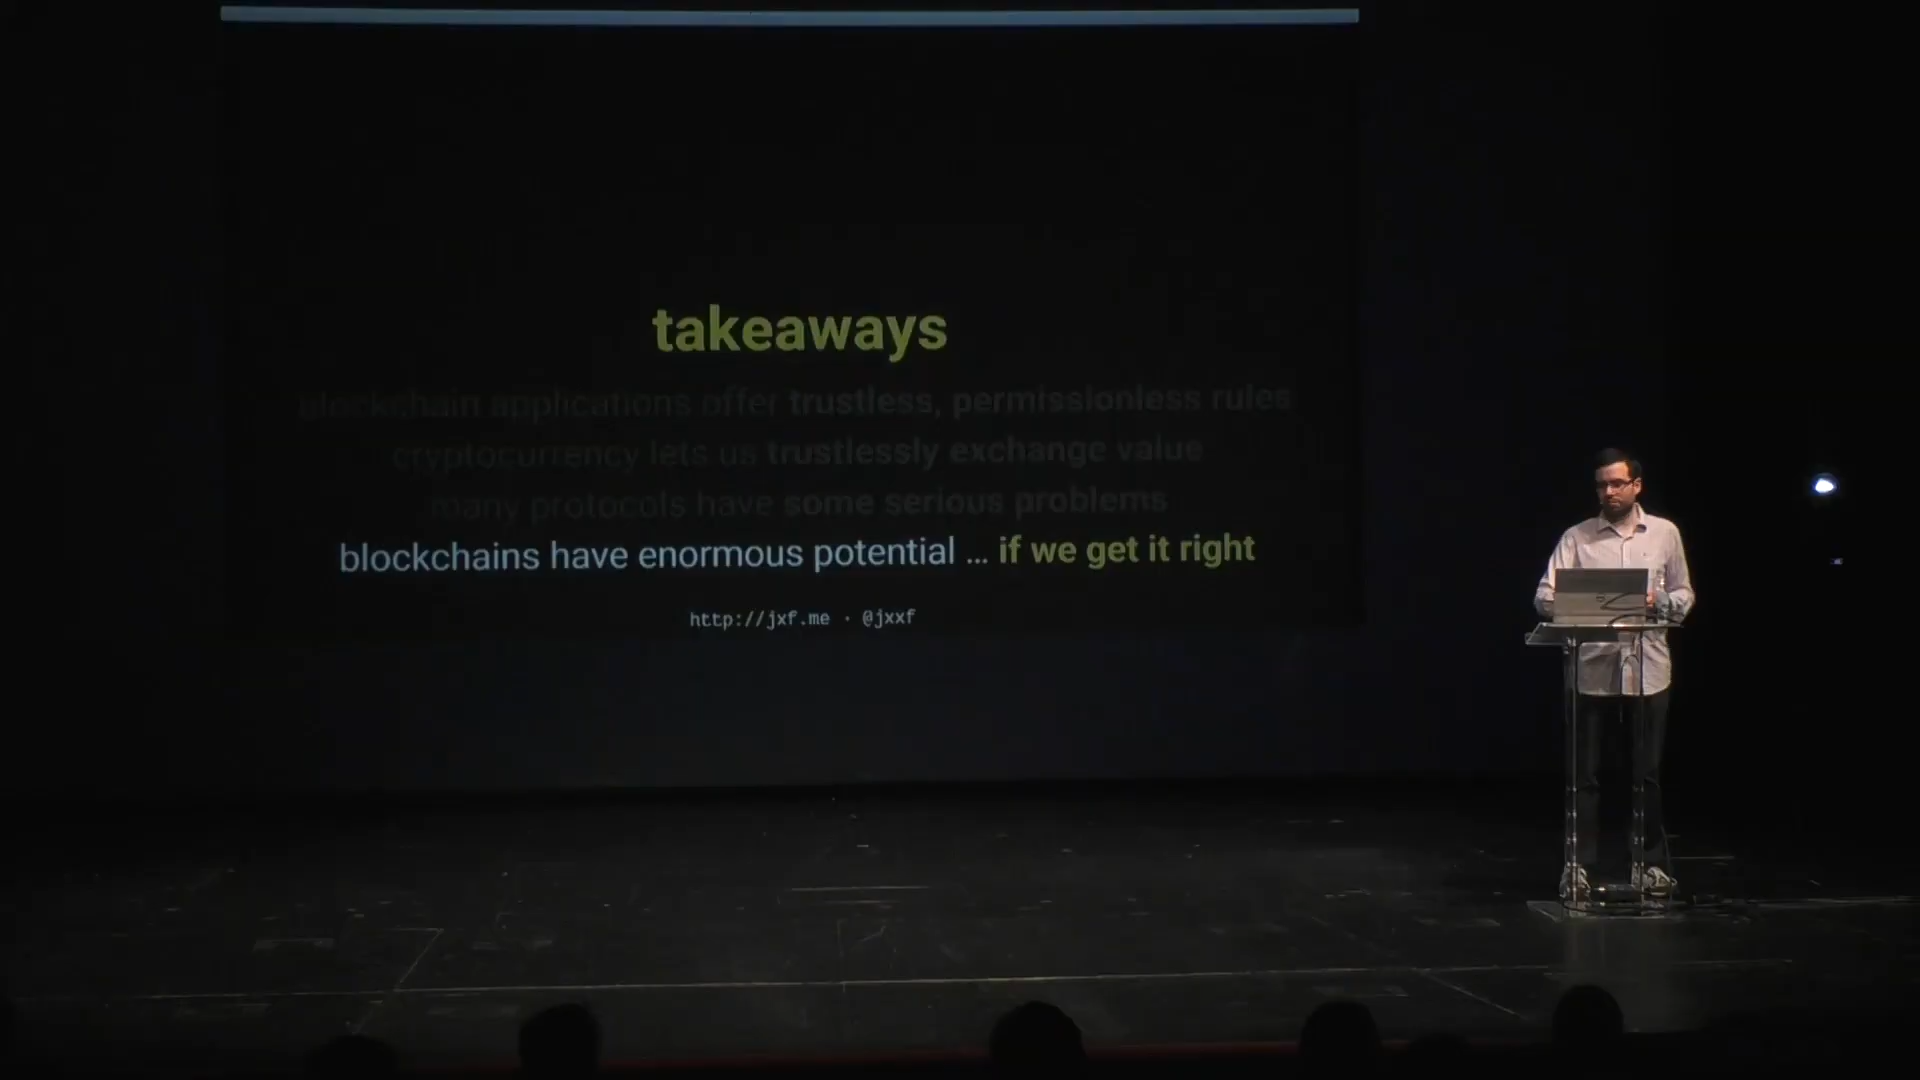 takeaways
blockchain applications offer trustless, permissionless rules
cryptocurrency lets us trustlessly exchange value
many protocols have some serious problems
blockchains have enormous potential ... if we get it right
http://jxf.me · @jxxf